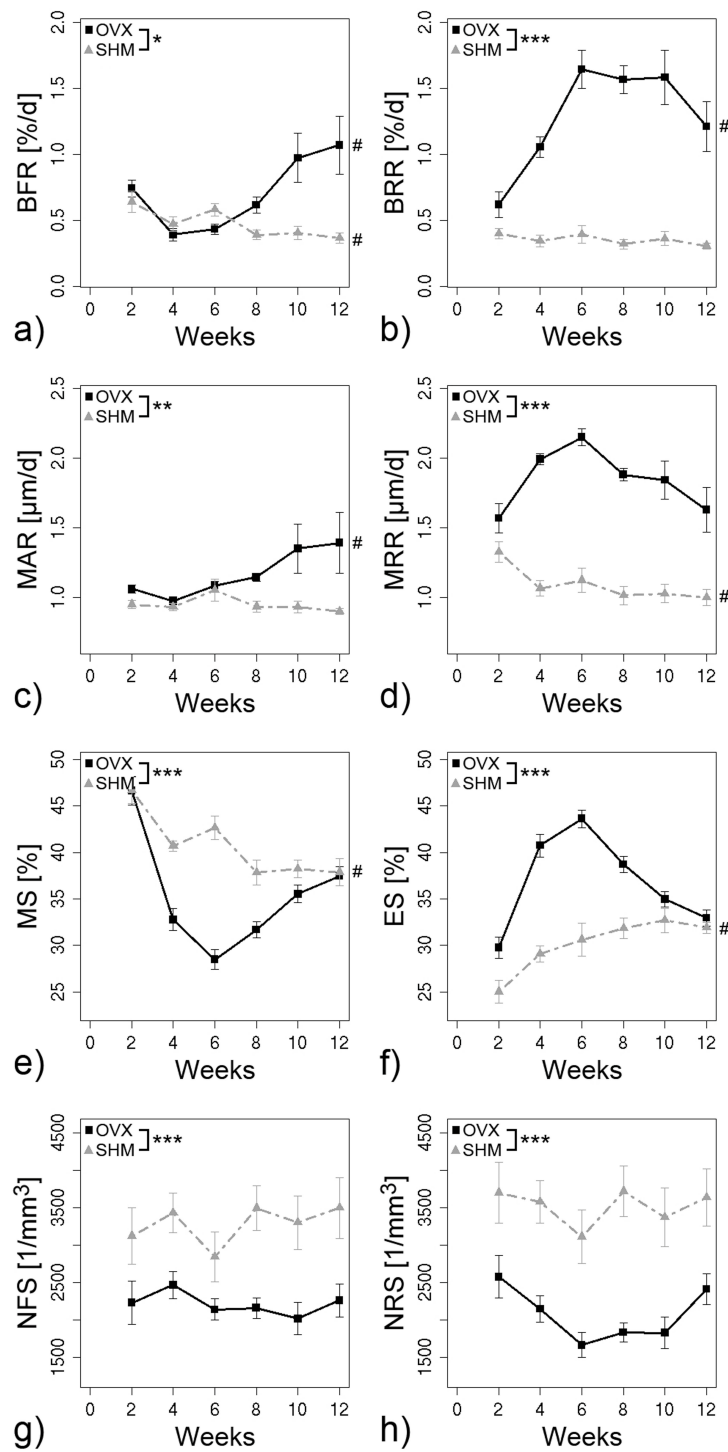 OVX
SHM
*
BFR [%/d]
0.0 0.5 1.0 1.5 2.0
#
#
0 2 4 6 8 10 12
Weeks
a)
OVX
SHM
***
BRR [%/d]
0.0 0.5 1.0 1.5 2.0
#
0 2 4 6 8 10 12
Weeks
b)
OVX
SHM
**
MAR [µm/d]
1.0 1.5 2.0 2.5
#
0 2 4 6 8 10 12
Weeks
c)
OVX
SHM
***
MRR [µm/d]
1.0 1.5 2.0 2.5
#
0 2 4 6 8 10 12
Weeks
d)
OVX
SHM
***
MS [%]
25 30 35 40 45 50
#
0 2 4 6 8 10 12
Weeks
e)
OVX
SHM
***
ES [%]
25 30 35 40 45 50
#
0 2 4 6 8 10 12
Weeks
f)
OVX
SHM
***
NFS [1/mm³]
1500 2500 3500 4500
0 2 4 6 8 10 12
Weeks
g)
OVX
SHM
***
NRS [1/mm³]
1500 2500 3500 4500
0 2 4 6 8 10 12
Weeks
h)